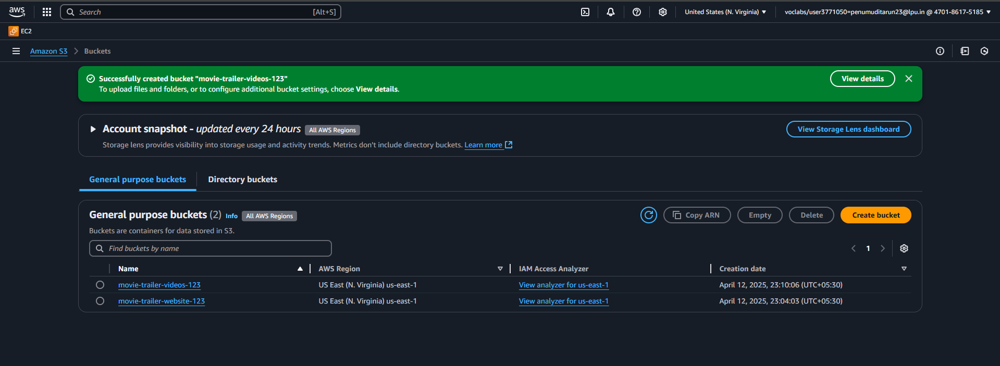 aws
Search [Alt+S]
United States (N. Virginia)
voclabs/user3771050=penumuditarun23@lpu.in @ 4701-8617-5185
EC2
Amazon S3
Buckets
Successfully created bucket "movie-trailer-videos-123"
To upload files and folders, or to configure additional bucket settings, choose View details.
View details
Account snapshot - updated every 24 hours All AWS Regions
Storage lens provides visibility into storage usage and activity trends. Metrics don't include directory buckets. Learn more
View Storage Lens dashboard
General purpose buckets
Directory buckets
General purpose buckets (2) Info All AWS Regions
Copy ARN
Empty
Delete
Create bucket
Buckets are containers for data stored in S3.
Find buckets by name
1
Name AWS Region IAM Access Analyzer Creation date
movie-trailer-videos-123 US East (N. Virginia) us-east-1 View analyzer for us-east-1 April 12, 2025, 23:10:06 (UTC+05:30)
movie-trailer-website-123 US East (N. Virginia) us-east-1 View analyzer for us-east-1 April 12, 2025, 23:04:03 (UTC+05:30)